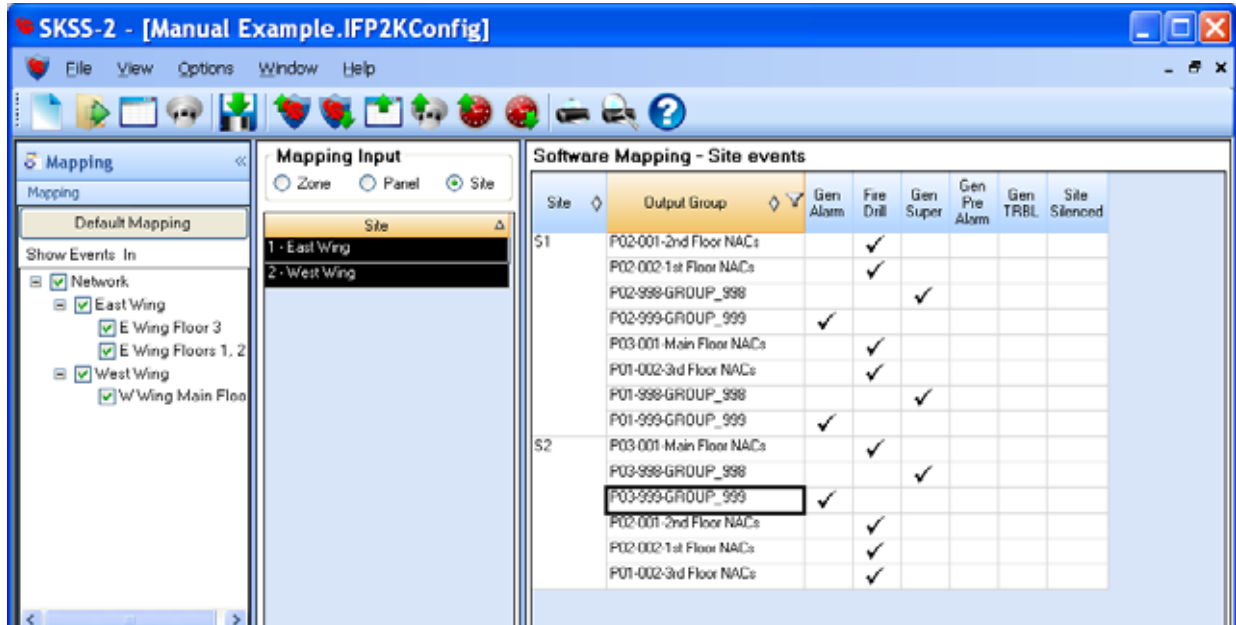 SKSS-2 - [Manual Example.IFP2KConfig]
File View Options Window Help
Mapping
Mapping
Default Mapping
Show Events In
Network
East Wing
E Wing Floor 3
E Wing Floors 1, 2
West Wing
W Wing Main Floo
Mapping Input
Zone Panel Site
Site
1 - East Wing
2 - West Wing
Software Mapping - Site events
Site Output Group Gen Alarm Fire Drill Gen Super Gen Pre Alarm Gen TRBL Site Silenced
S1 P02-001-2nd Floor NACs
P02-002-1st Floor NACs
P02-998-GROUP_998
P02-999-GROUP_999
P03-001-Main Floor NACs
P01-002-3rd Floor NACs
P01-998-GROUP_998
P01-999-GROUP_999
S2 P03-001-Main Floor NACs
P03-998-GROUP_998
P03-999-GROUP_999
P02-001-2nd Floor NACs
P02-002-1st Floor NACs
P01-002-3rd Floor NACs